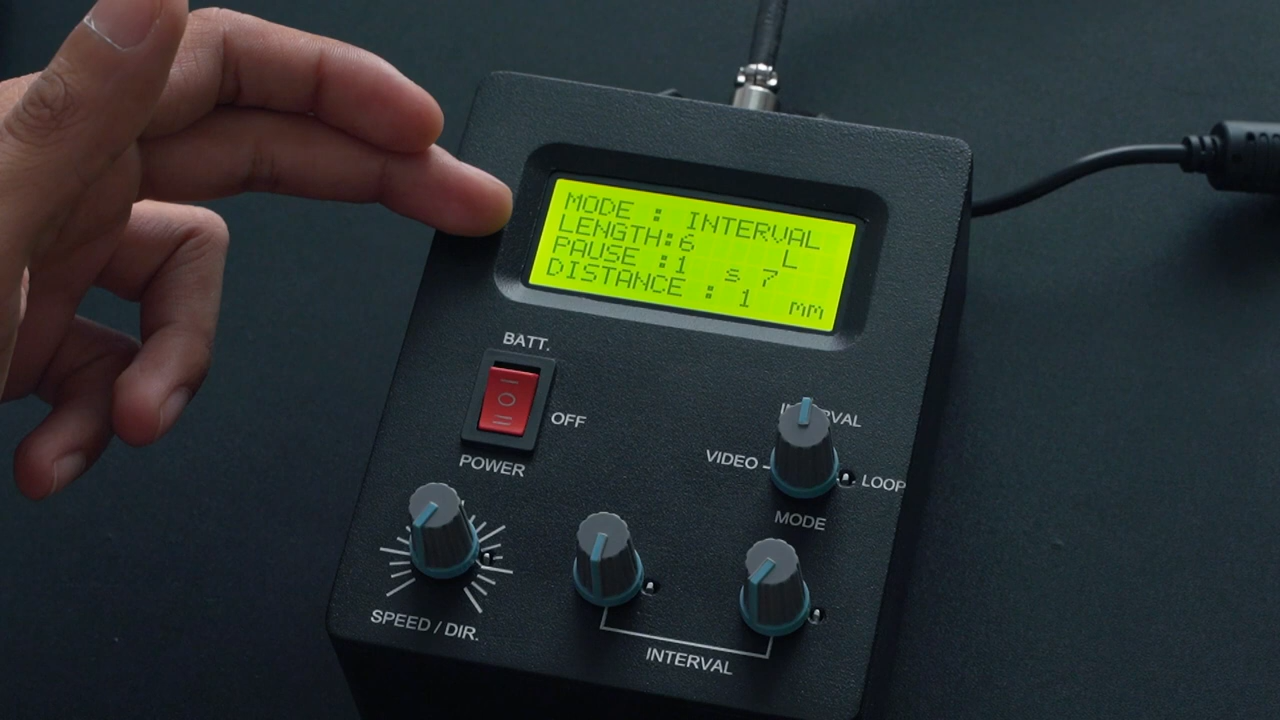 MODE : INTERVAL
LENGTH:6 L
PAUSE :1 s 7
DISTANCE : 1 mm
BATT.
OFF
POWER
VIDEO
LOOP
MODE
SPEED / DIR.
INTERVAL